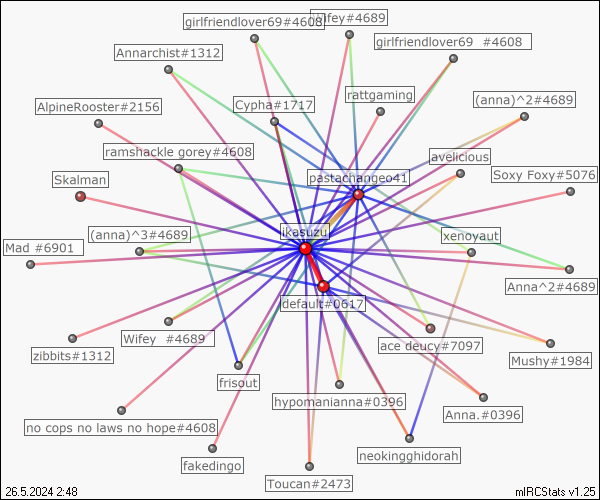 girlfriendlover69#4608
Wifey#4689
girlfriendlover69  #4608
Annarchist#1312
rattgaming
(anna)^2#4689
AlpineRooster#2156
Cypha#1717
ramshackle gorey#4608
avelicious
Skalman
pastachangeo41
Soxy Foxy#5076
(anna)^3#4689
ikasuzu
xenovaut
Mad #6901
Anna^2#4689
default#0617
Wifey  #4689
ace deucy#7097
zibbits#1312
Mushy#1984
frisout
hypomanianna#0396
Anna.#0396
no cops no laws no hope#4608
neokingghidorah
fakedingo
Toucan#2473
26.5.2024 2:48
mIRCStats v1.25